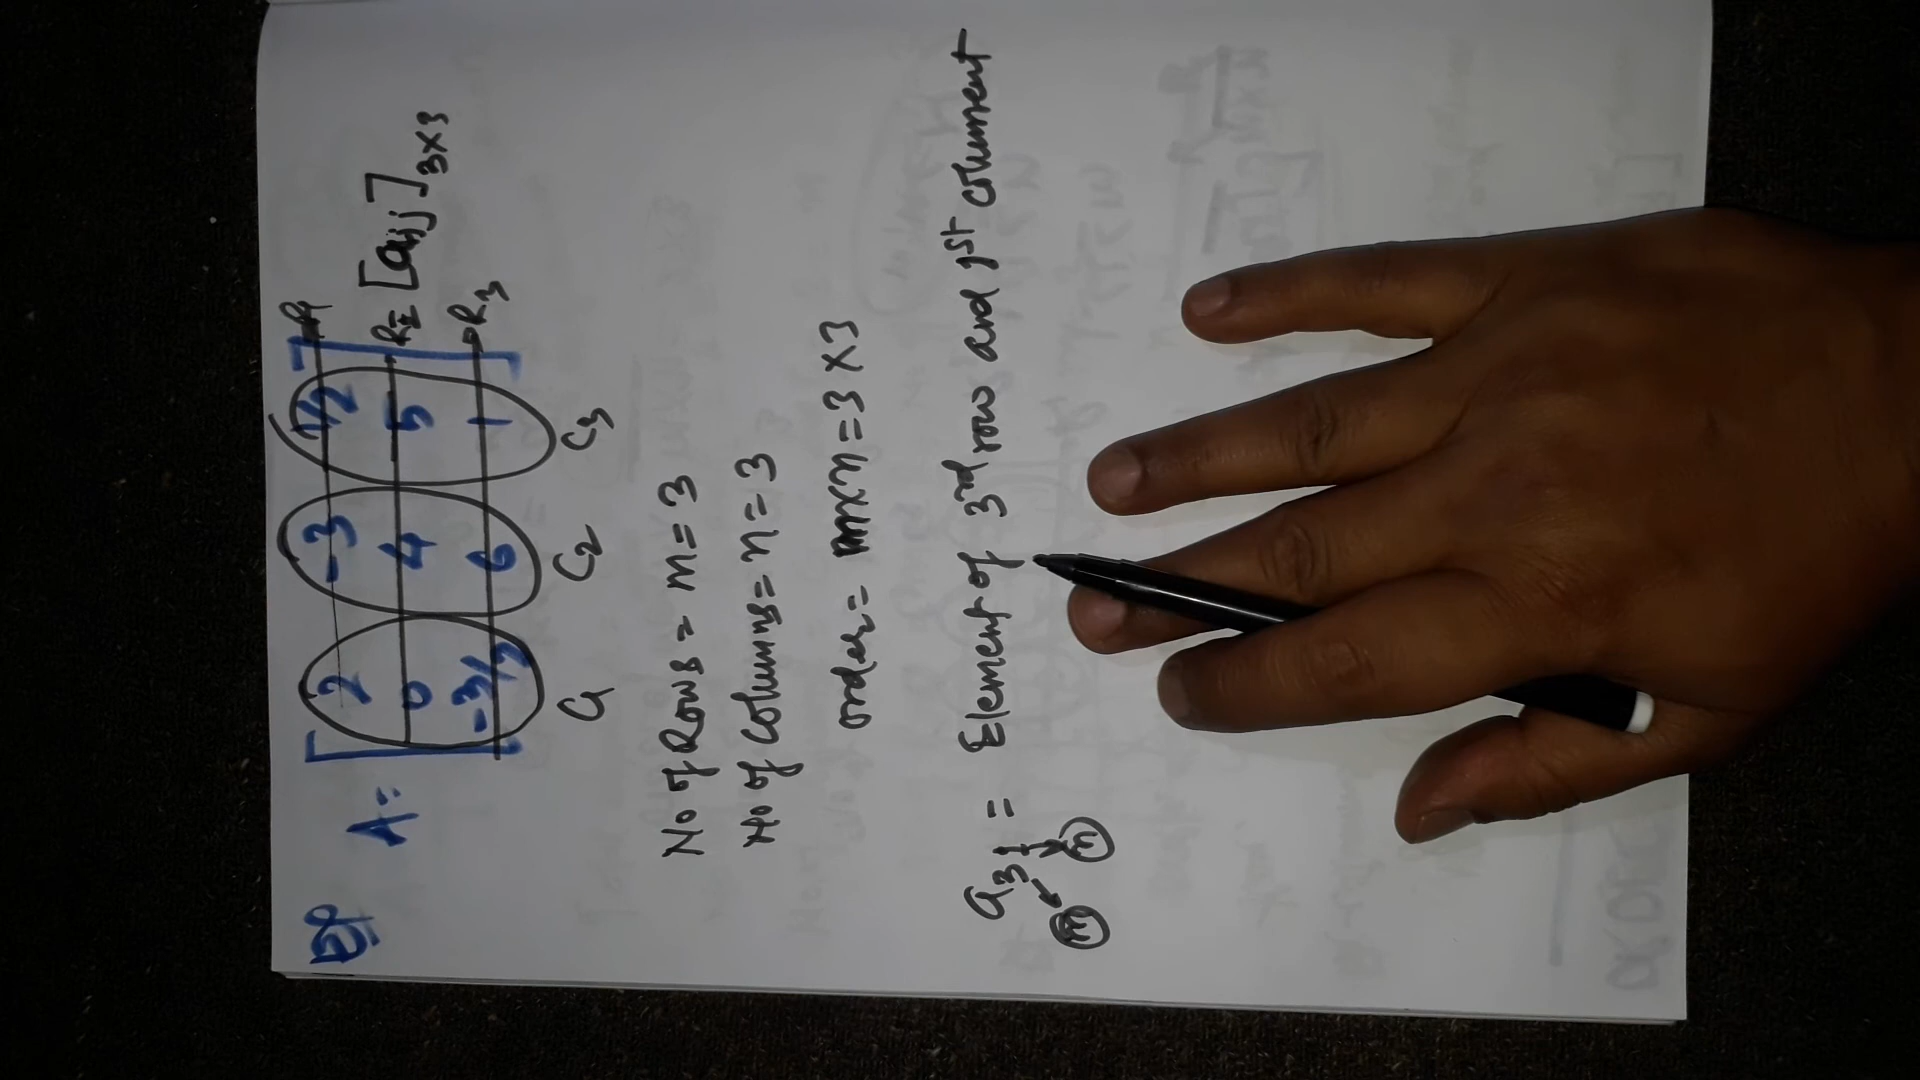 Ex A = [ 2 -3 1/2 ] R1
[ 0 4 5 ] R2 = [aij]3×3
[ -3/2 6 1 ] R3
C1 C2 C3
No of Rows = m = 3
No of columns = n = 3
order = m×n = 3×3
a31 = Element of 3rd row and 1st column
m n